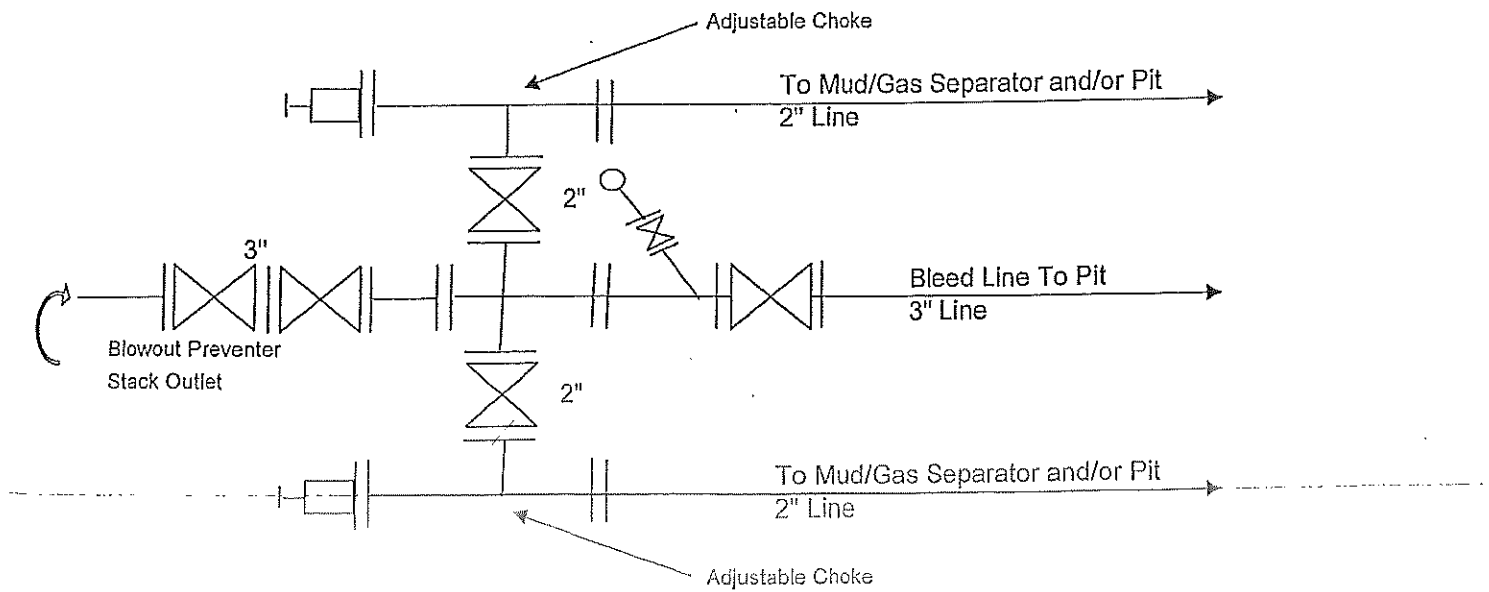 Adjustable Choke
To Mud/Gas Separator and/or Pit
2" Line
2"
3"
Bleed Line To Pit
3" Line
Blowout Preventer
Stack Outlet
2"
To Mud/Gas Separator and/or Pit
2" Line
Adjustable Choke